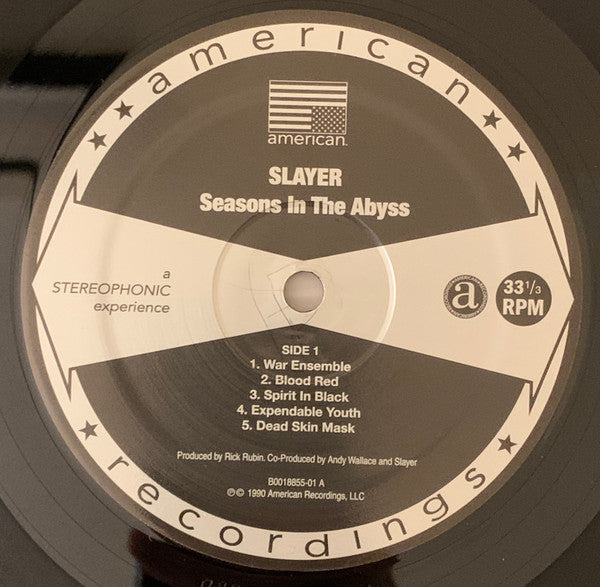 american
american.
SLAYER
Seasons In The Abyss
a
STEREOPHONIC
experience
a
33 1/3
RPM
SIDE 1
1. War Ensemble
2. Blood Red
3. Spirit In Black
4. Expendable Youth
5. Dead Skin Mask
Produced by Rick Rubin. Co-Produced by Andy Wallace and Slayer
B0018855-01 A
℗© 1990 American Recordings, LLC
recordings